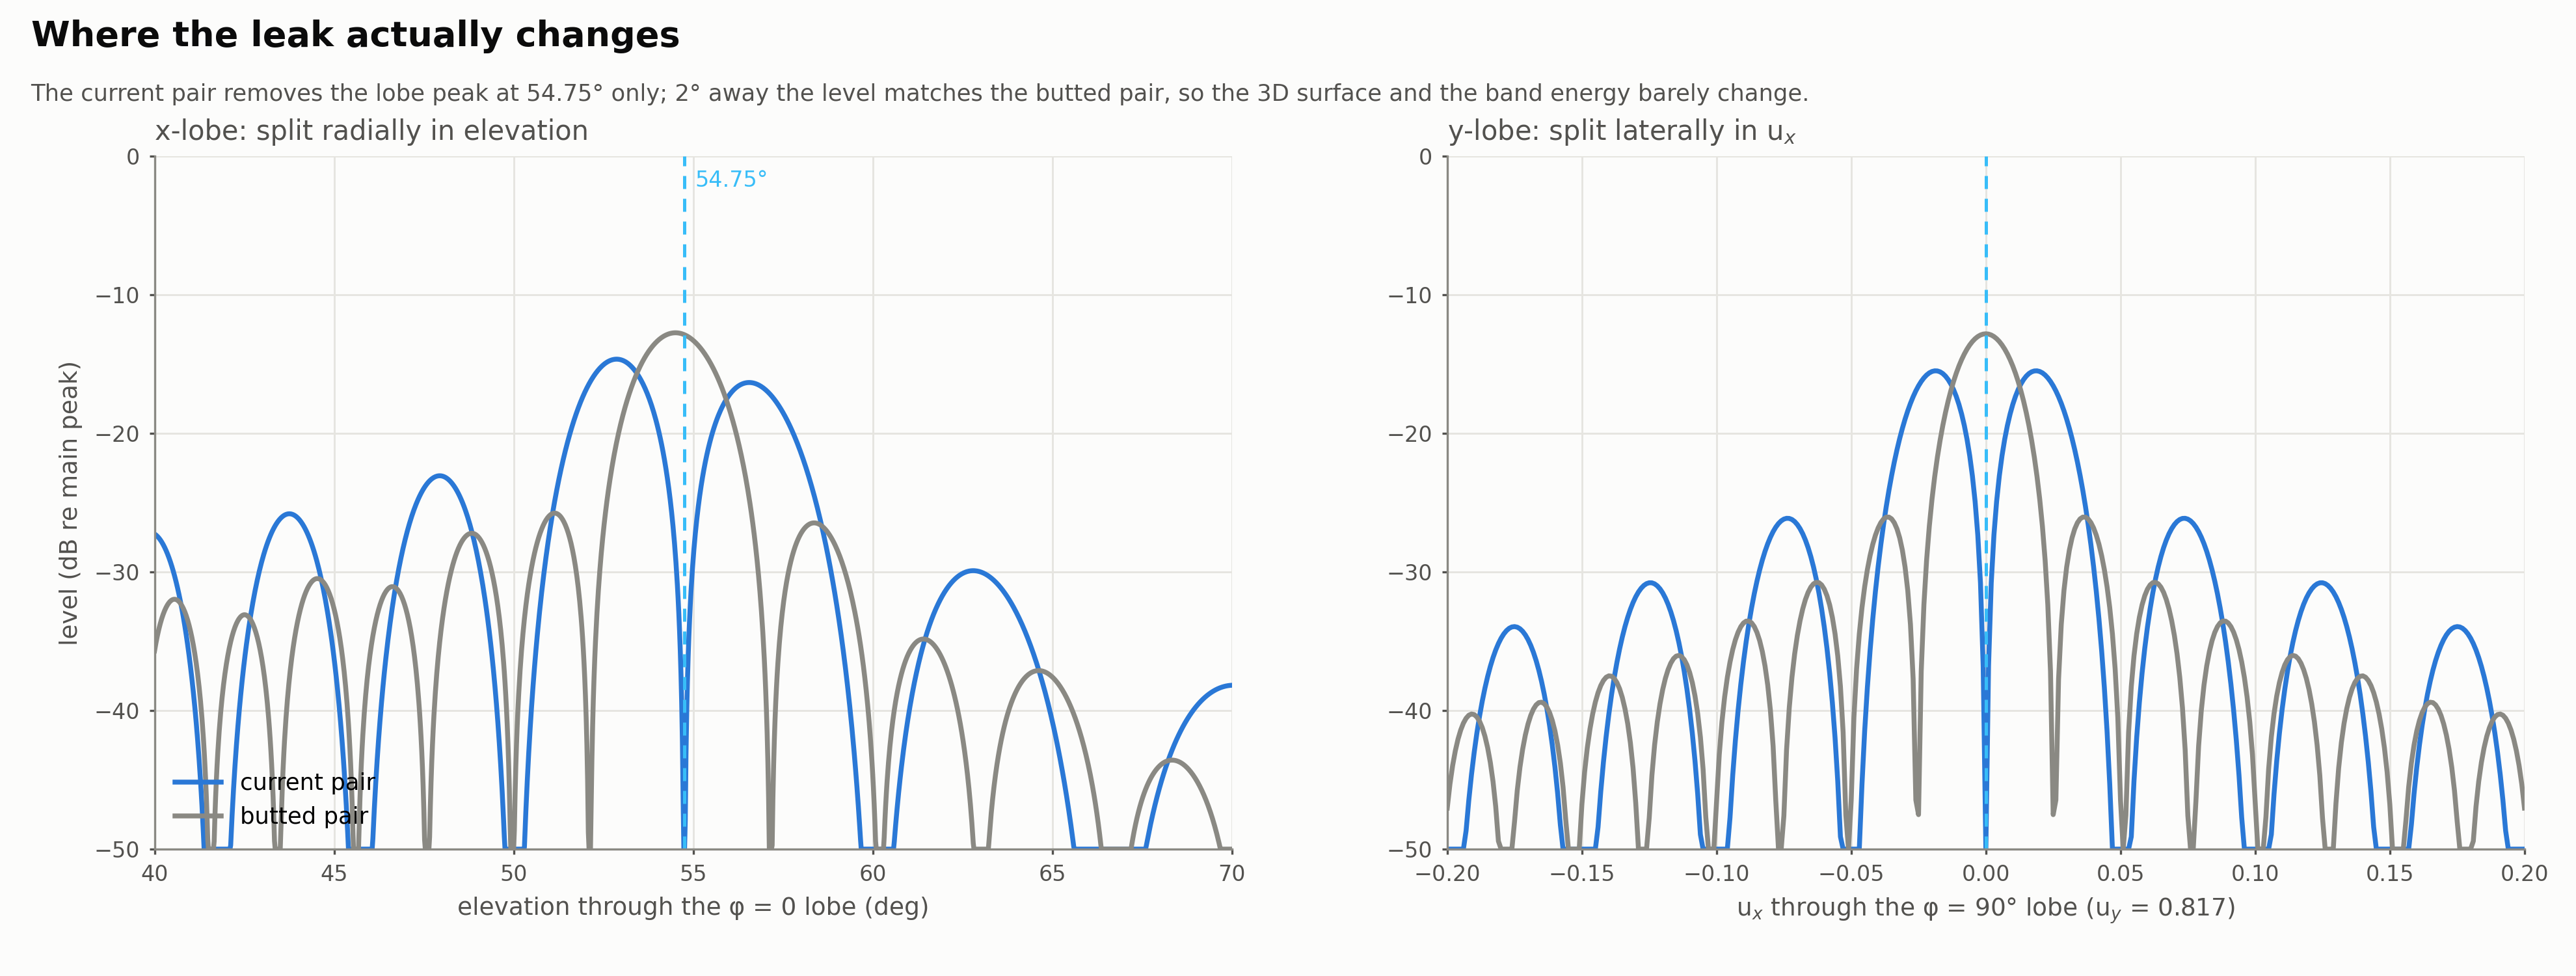 Where the leak actually changes
The current pair removes the lobe peak at 54.75° only; 2° away the level matches the butted pair, so the 3D surface and the band energy barely change.
x-lobe: split radially in elevation
0
−10
−20
−30
−40
−50
level (dB re main peak)
54.75°
current pair
butted pair
40 45 50 55 60 65 70
elevation through the φ = 0 lobe (deg)
y-lobe: split laterally in uₓ
0
−10
−20
−30
−40
−50
−0.20 −0.15 −0.10 −0.05 0.00 0.05 0.10 0.15 0.20
uₓ through the φ = 90° lobe (u_y = 0.817)